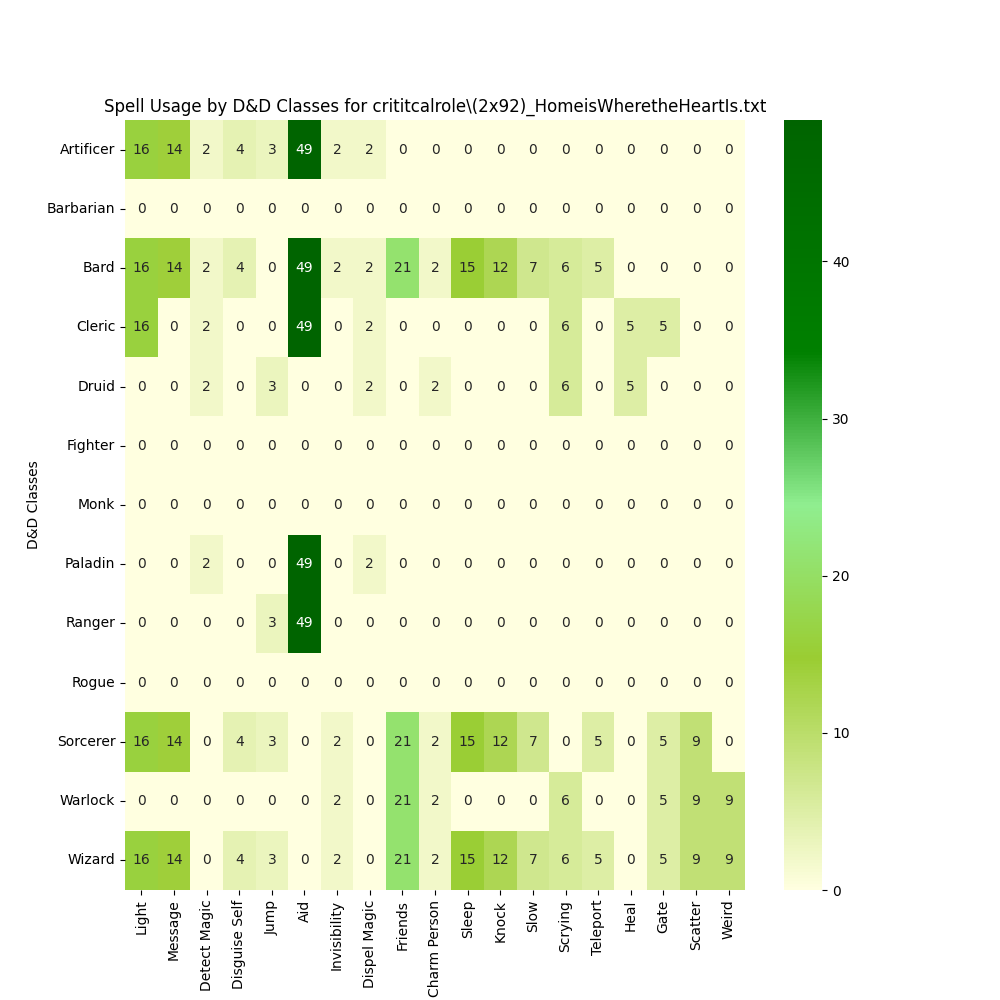 Spell Usage by D&D Classes for crititcalrole\(2x92)_HomeisWheretheHeartIs.txt
D&D Classes
Artificer 16 14 2 4 3 49 2 2 0 0 0 0 0 0 0 0 0 0 0
Barbarian 0 0 0 0 0 0 0 0 0 0 0 0 0 0 0 0 0 0 0
Bard 16 14 2 4 0 49 2 2 21 2 15 12 7 6 5 0 0 0 0
Cleric 16 0 2 0 0 49 0 2 0 0 0 0 0 6 0 5 5 0 0
Druid 0 0 2 0 3 0 0 2 0 2 0 0 0 6 0 5 0 0 0
Fighter 0 0 0 0 0 0 0 0 0 0 0 0 0 0 0 0 0 0 0
Monk 0 0 0 0 0 0 0 0 0 0 0 0 0 0 0 0 0 0 0
Paladin 0 0 2 0 0 49 0 2 0 0 0 0 0 0 0 0 0 0 0
Ranger 0 0 0 0 3 49 0 0 0 0 0 0 0 0 0 0 0 0 0
Rogue 0 0 0 0 0 0 0 0 0 0 0 0 0 0 0 0 0 0 0
Sorcerer 16 14 0 4 3 0 2 0 21 2 15 12 7 0 5 0 5 9 0
Warlock 0 0 0 0 0 0 2 0 21 2 0 0 0 6 0 0 5 9 9
Wizard 16 14 0 4 3 0 2 0 21 2 15 12 7 6 5 0 5 9 9
Light
Message
Detect Magic
Disguise Self
Jump
Aid
Invisibility
Dispel Magic
Friends
Charm Person
Sleep
Knock
Slow
Scrying
Teleport
Heal
Gate
Scatter
Weird
40
30
20
10
0